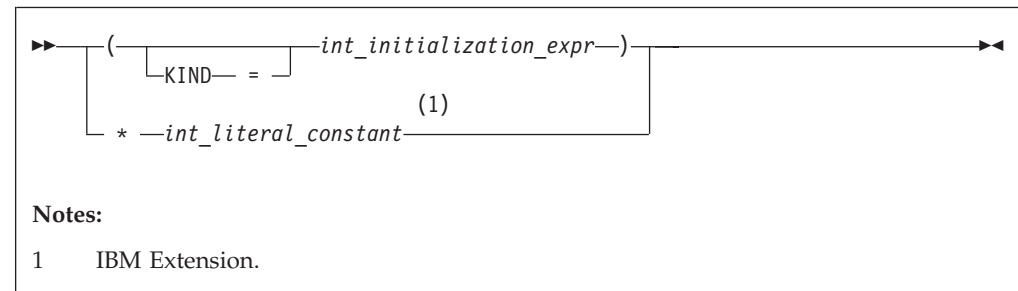 ( int_initialization_expr )
KIND =
(1)
* int_literal_constant
Notes:
1 IBM Extension.